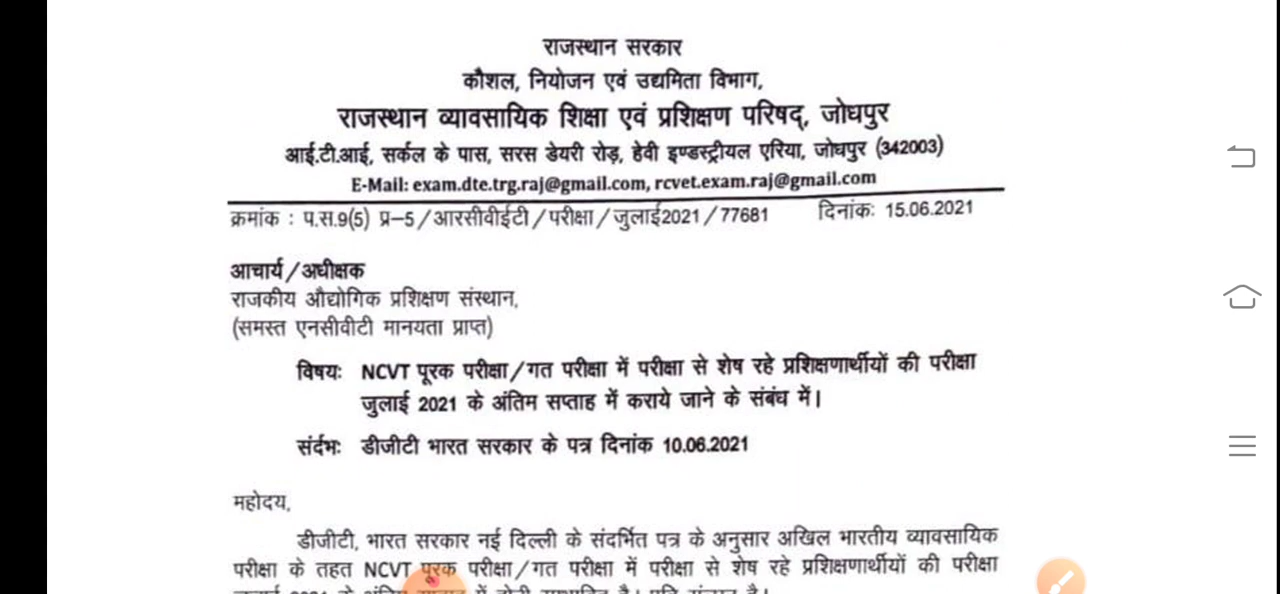 राजस्थान सरकार
कौशल, नियोजन एवं उद्यमिता विभाग,
राजस्थान व्यावसायिक शिक्षा एवं प्रशिक्षण परिषद्, जोधपुर
आई.टी.आई, सर्कल के पास, सरस डेयरी रोड़, हेवी इण्डस्ट्रीयल एरिया, जोधपुर (342003)
E-Mail: exam.dte.trg.raj@gmail.com, rcvet.exam.raj@gmail.com
क्रमांक : प.स.9(5) प्र–5/आरसीवीईटी/परीक्षा/जुलाई2021/77681 दिनांकः 15.06.2021
आचार्य/अधीक्षक
राजकीय औद्योगिक प्रशिक्षण संस्थान,
(समस्त एनसीवीटी मानयता प्राप्त)
विषयः NCVT पूरक परीक्षा/गत परीक्षा में परीक्षा से शेष रहे प्रशिक्षणार्थीयों की परीक्षा
जुलाई 2021 के अंतिम सप्ताह में कराये जाने के संबंध में।
संर्दभः डीजीटी भारत सरकार के पत्र दिनांक 10.06.2021
महोदय,
डीजीटी, भारत सरकार नई दिल्ली के संदर्भित पत्र के अनुसार अखिल भारतीय व्यावसायिक
परीक्षा के तहत NCVT पूरक परीक्षा/गत परीक्षा में परीक्षा से शेष रहे प्रशिक्षणार्थीयों की परीक्षा